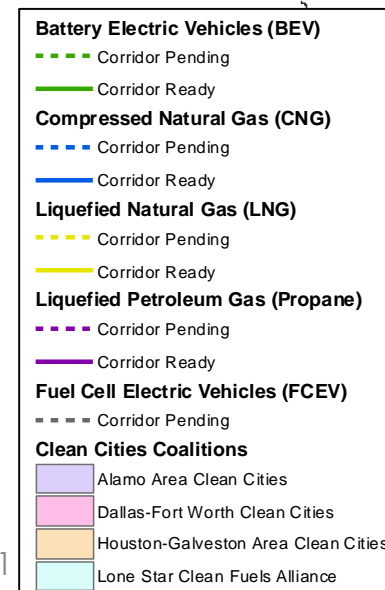 Battery Electric Vehicles (BEV)
Corridor Pending
Corridor Ready
Compressed Natural Gas (CNG)
Corridor Pending
Corridor Ready
Liquefied Natural Gas (LNG)
Corridor Pending
Corridor Ready
Liquefied Petroleum Gas (Propane)
Corridor Pending
Corridor Ready
Fuel Cell Electric Vehicles (FCEV)
Corridor Pending
Clean Cities Coalitions
Alamo Area Clean Cities
Dallas-Fort Worth Clean Cities
Houston-Galveston Area Clean Cities
Lone Star Clean Fuels Alliance